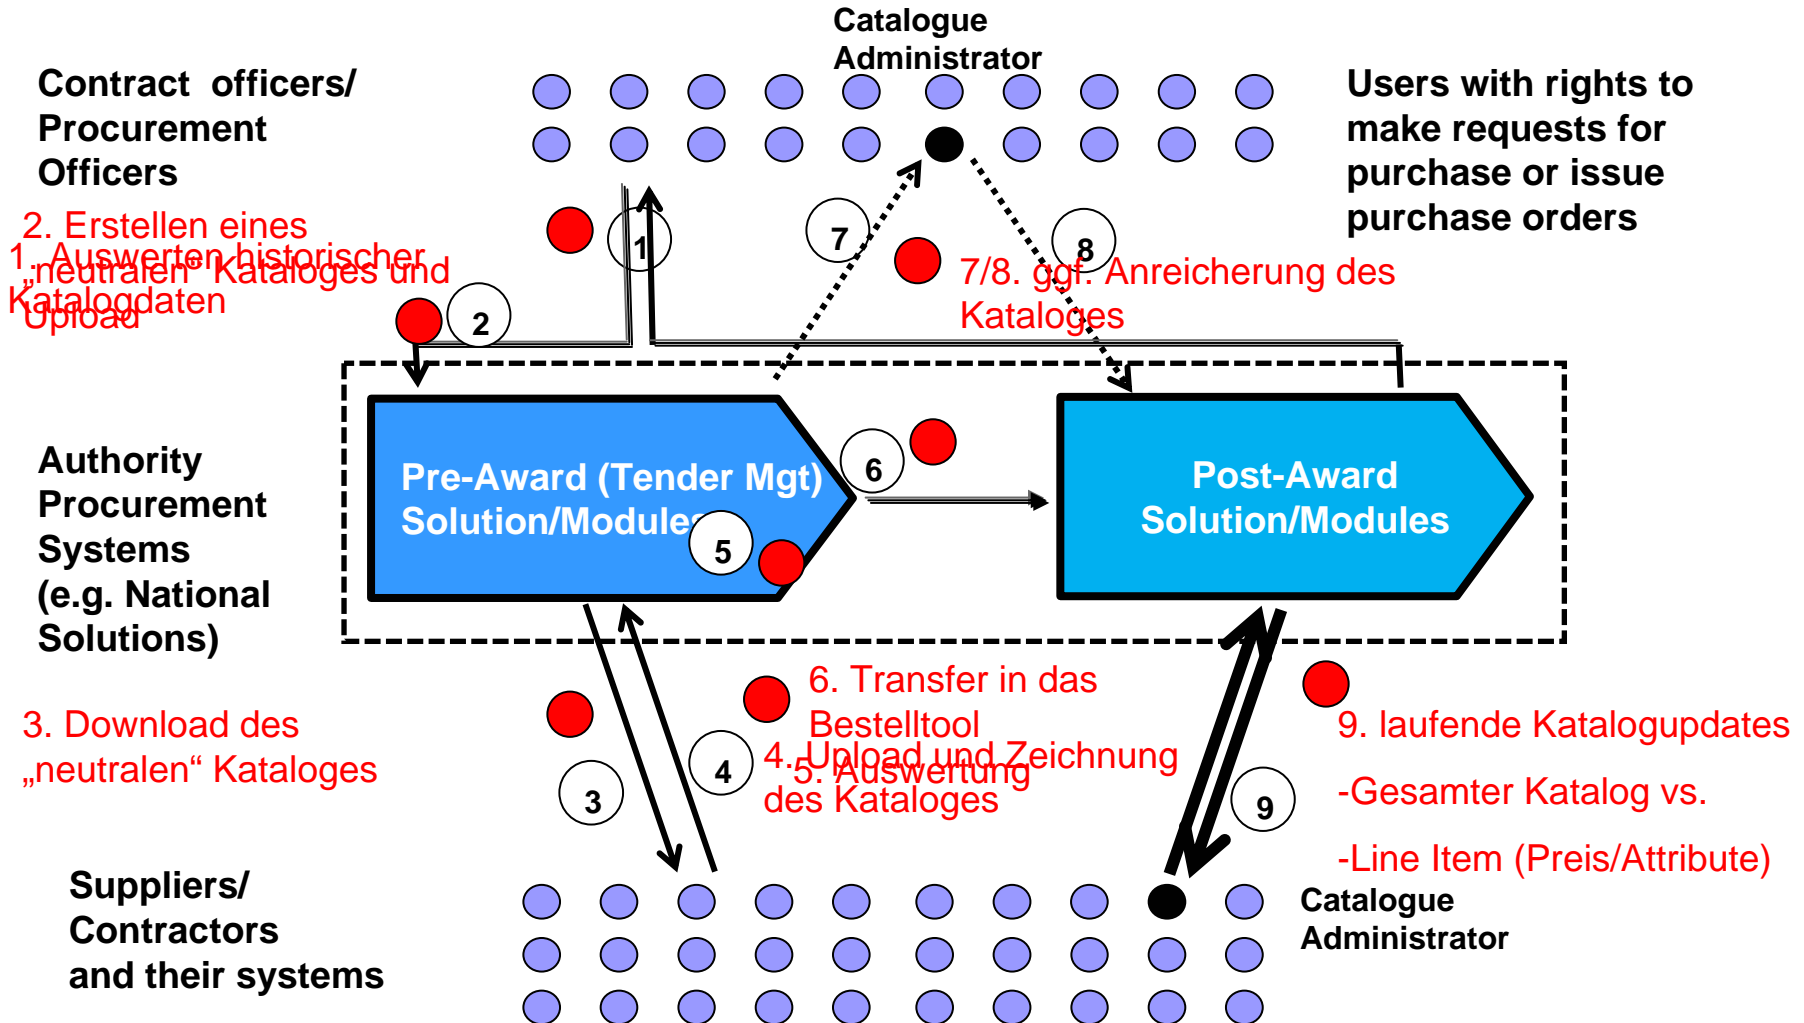 Catalogue
Administrator
Contract officers/
Procurement
Officers
Users with rights to
make requests for
purchase or issue
purchase orders
2. Erstellen eines
„neutralen“ Kataloges und
Upload
1. Auswerten historischer
Katalogdaten
1
2
7
8
7/8. ggf. Anreicherung des
Kataloges
Authority
Procurement
Systems
(e.g. National
Solutions)
Pre-Award (Tender Mgt)
Solution/Modules
5
6
Post-Award
Solution/Modules
3. Download des
„neutralen“ Kataloges
3
4
6. Transfer in das
Bestelltool
4. Upload und Zeichnung
des Kataloges
5. Auswertung
9
9. laufende Katalogupdates
-Gesamter Katalog vs.
-Line Item (Preis/Attribute)
Suppliers/
Contractors
and their systems
Catalogue
Administrator